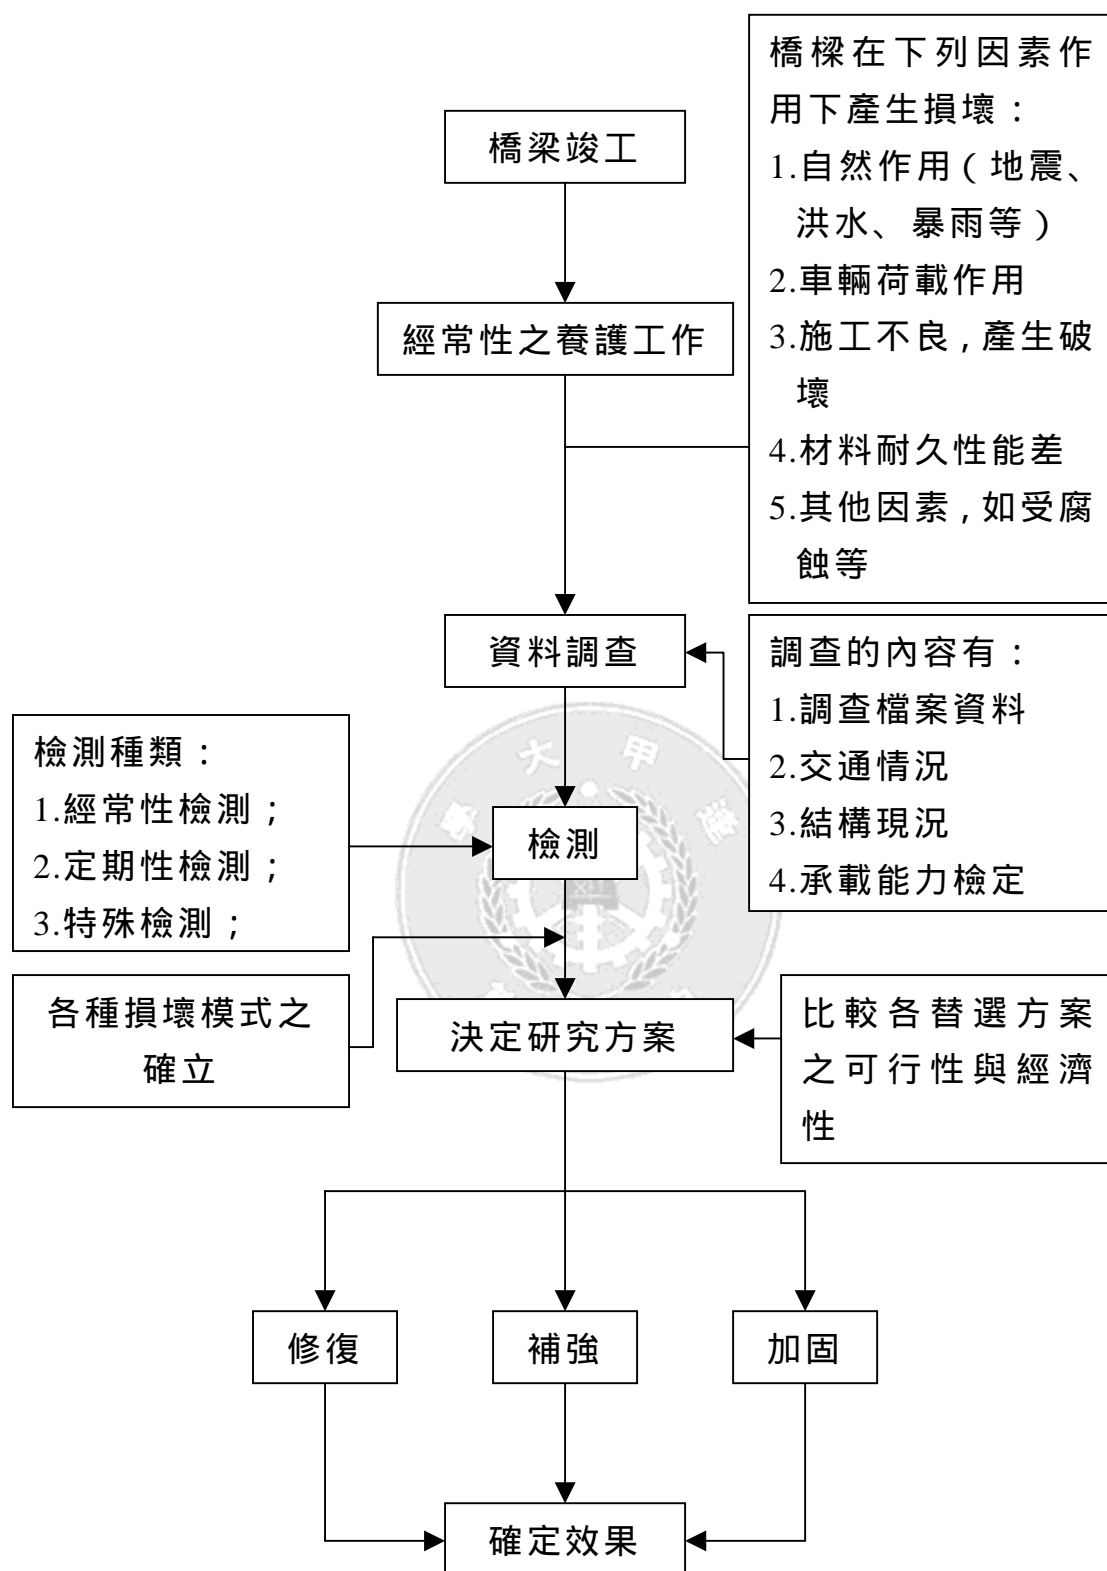 橋樑在下列因素作
用下產生損壞：
1.自然作用（地震、
洪水、暴雨等）
2.車輛荷載作用
3.施工不良，產生破
壞
4.材料耐久性能差
5.其他因素，如受腐
蝕等
橋梁竣工
經常性之養護工作
資料調查
調查的內容有：
1.調查檔案資料
2.交通情況
3.結構現況
4.承載能力檢定
檢測種類：
1.經常性檢測；
2.定期性檢測；
3.特殊檢測；
檢測
各種損壞模式之
確立
決定研究方案
比較各替選方案
之可行性與經濟
性
修復
補強
加固
確定效果